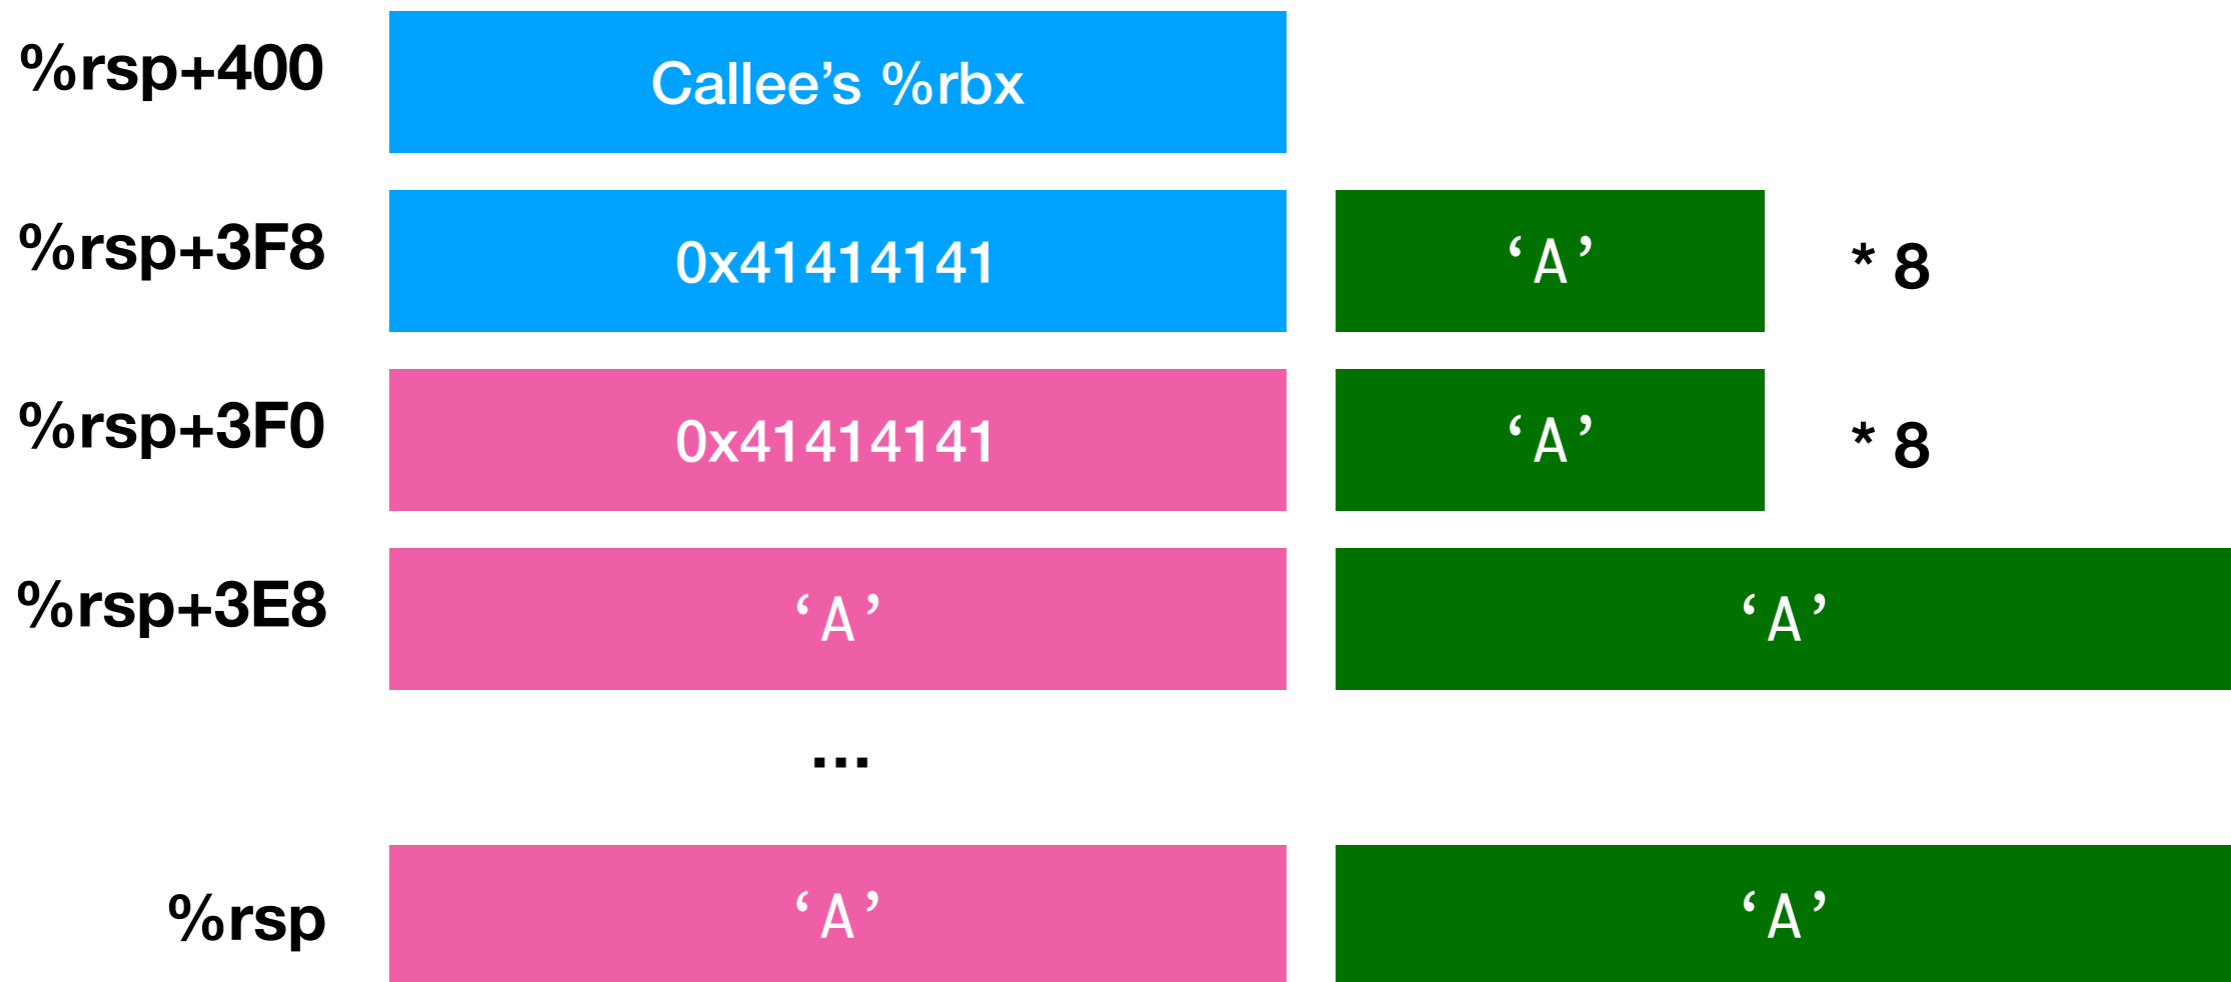 %rsp+400 Callee’s %rbx
%rsp+3F8 0x41414141 ‘A’ * 8
%rsp+3F0 0x41414141 ‘A’ * 8
%rsp+3E8 ‘A’ ‘A’
...
%rsp ‘A’ ‘A’